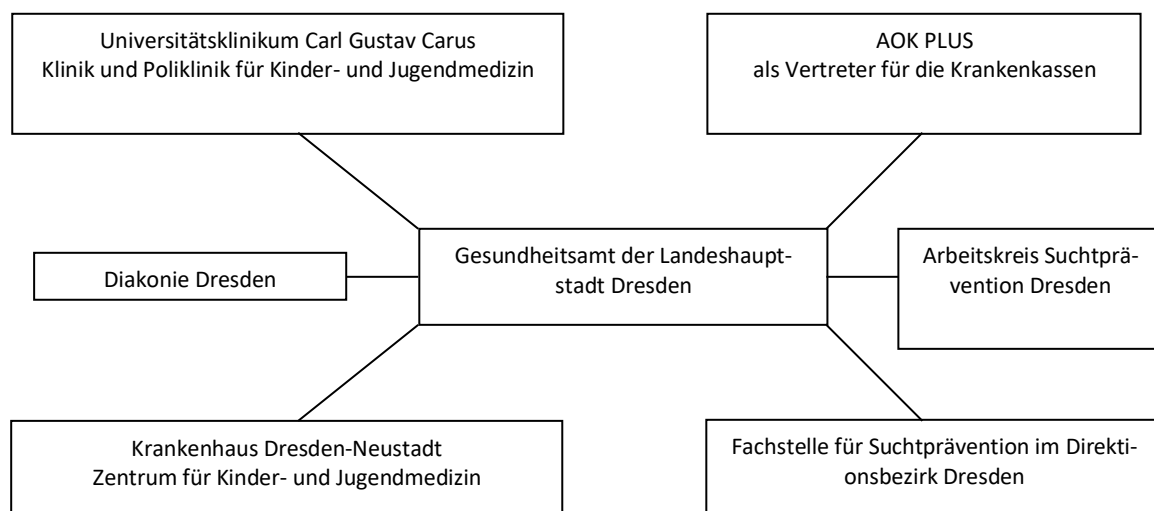 Universitätsklinikum Carl Gustav Carus
Klinik und Poliklinik für Kinder- und Jugendmedizin
AOK PLUS
als Vertreter für die Krankenkassen
Diakonie Dresden
Gesundheitsamt der Landeshaupt-
stadt Dresden
Arbeitskreis Suchtprä-
vention Dresden
Krankenhaus Dresden-Neustadt
Zentrum für Kinder- und Jugendmedizin
Fachstelle für Suchtprävention im Direkti-
onsbezirk Dresden